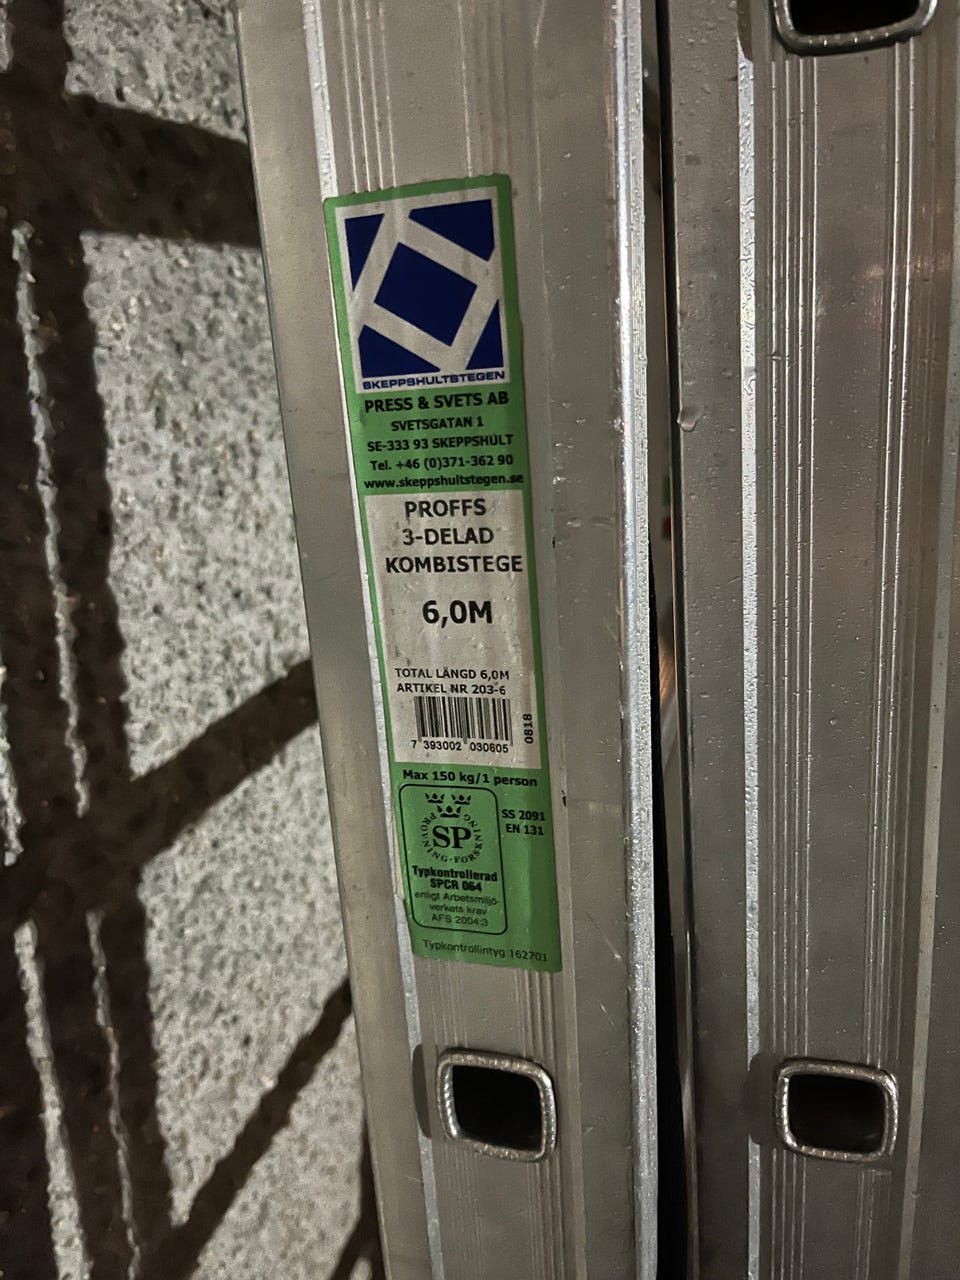 SKEPPSHULTSTEGEN
PRESS & SVETS AB
SVETSGATAN 1
SE-333 93 SKEPPSHULT
Tel. +46 (0)371-362 90
www.skeppshultstegen.se
PROFFS
3-DELAD
KOMBISTEGE
6,0M
TOTAL LÄNGD 6,0M
ARTIKEL NR 203-6
0818
7 393002 030605
Max 150 kg/1 person
SS 2091
EN 131
SP
PROVNING·FORSKNING
Typkontrollerad
SPCR 064
enligt Arbetsmiljö-
verkets krav
AFS 2004:3
Typkontrollintyg 162701